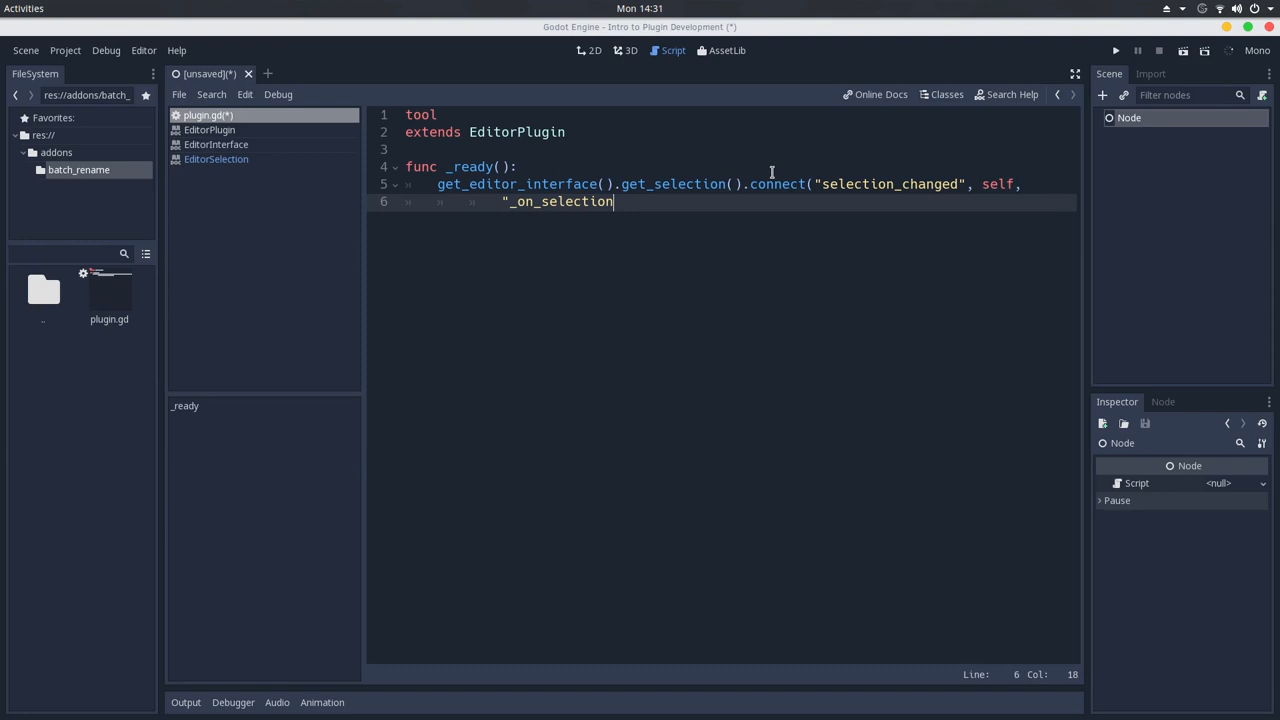 Activities
Mon 14:31
Godot Engine - Intro to Plugin Development (*)
Scene Project Debug Editor Help
2D 3D Script AssetLib
Mono
FileSystem
[unsaved](*)
Scene Import
File Search Edit Debug
Online Docs Classes Search Help
res://addons/batch_
Filter nodes
Favorites:
res://
addons
batch_rename
plugin.gd(*)
EditorPlugin
EditorInterface
EditorSelection
1 tool
2 extends EditorPlugin
3
4 func _ready():
5 get_editor_interface().get_selection().connect("selection_changed", self,
6 "_on_selection
Node
..
plugin.gd
_ready
Inspector Node
Node
Node
Script <null>
Pause
Line: 6 Col: 18
Output Debugger Audio Animation